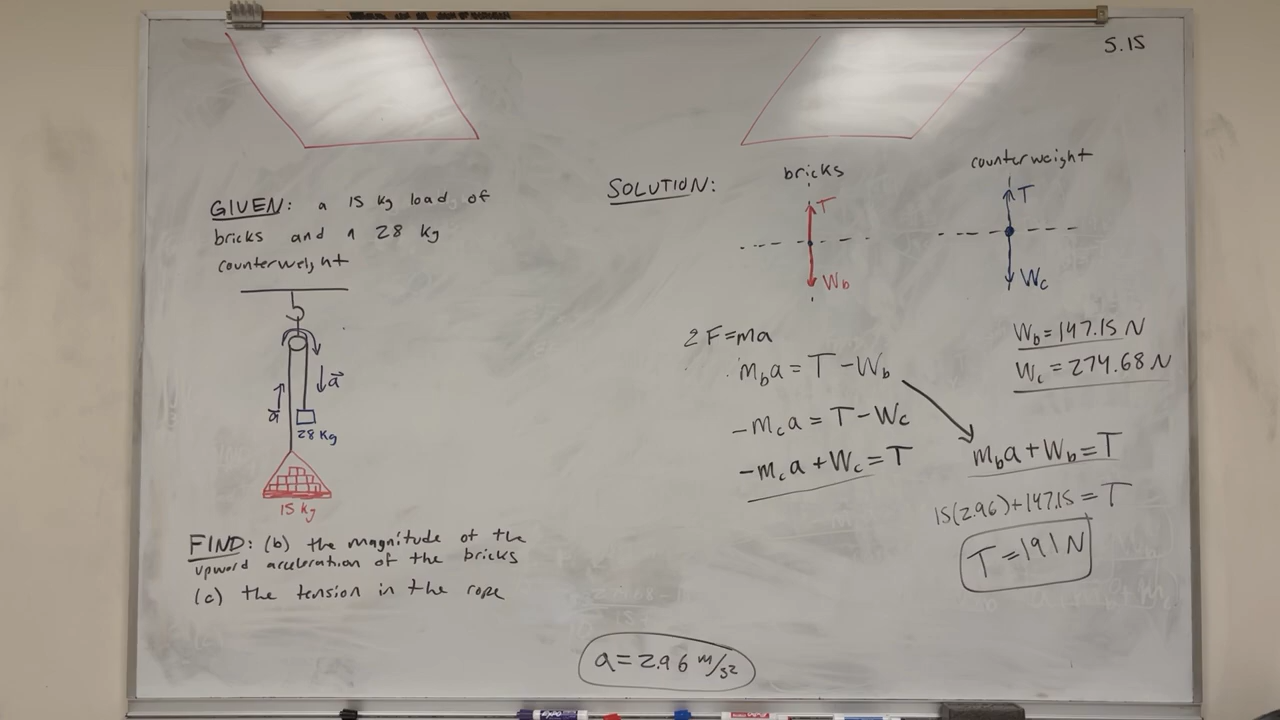 5.15
GIVEN: a 15 kg load of
bricks and a 28 kg
counterweight
a
a
28 kg
15 kg
FIND: (b) the magnitude of the
upward acceleration of the bricks
(c) the tension in the rope
SOLUTION:
bricks
T
Wb
counterweight
T
Wc
ΣF=ma
mba = T - Wb
-mca = T - Wc
-mca + Wc = T
Wb = 147.15 N
Wc = 274.68 N
mba + Wb = T
15(2.96)+147.15 = T
T = 191 N
a = 2.96 m/s2